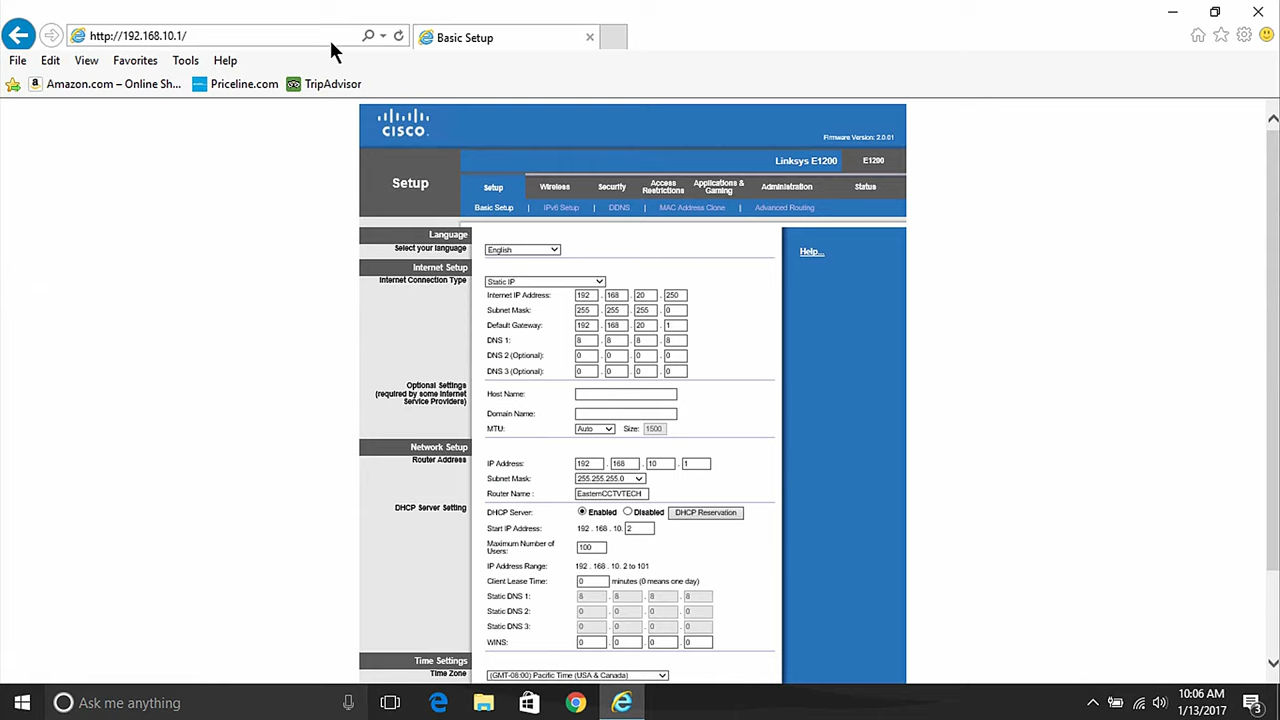 http://192.168.10.1/
Basic Setup
File Edit View Favorites Tools Help
Amazon.com – Online Sh... Priceline.com TripAdvisor
CISCO
Firmware Version: 2.0.01
Linksys E1200 E1200
Setup
Setup Wireless Security Access Restrictions Applications & Gaming Administration Status
Basic Setup | IPv6 Setup | DDNS | MAC Address Clone | Advanced Routing
Language
Select your language English
Help...
Internet Setup
Internet Connection Type Static IP
Internet IP Address: 192 . 168 . 20 . 250
Subnet Mask: 255 . 255 . 255 . 0
Default Gateway: 192 . 168 . 20 . 1
DNS 1: 8 . 8 . 8 . 8
DNS 2 (Optional): 0 . 0 . 0 . 0
DNS 3 (Optional): 0 . 0 . 0 . 0
Optional Settings
(required by some Internet
Service Providers)
Host Name:
Domain Name:
MTU: Auto Size: 1500
Network Setup
Router Address
IP Address: 192 . 168 . 10 . 1
Subnet Mask: 255.255.255.0
Router Name : EasternCCTVTECH
DHCP Server Setting
DHCP Server: Enabled Disabled DHCP Reservation
Start IP Address: 192 . 168 . 10. 2
Maximum Number of
Users: 100
IP Address Range: 192 . 168 . 10. 2 to 101
Client Lease Time: 0 minutes (0 means one day)
Static DNS 1: 8 . 8 . 8 . 8
Static DNS 2: 0 . 0 . 0 . 0
Static DNS 3: 0 . 0 . 0 . 0
WINS: 0 . 0 . 0 . 0
Time Settings
Time Zone (GMT-08:00) Pacific Time (USA & Canada)
Ask me anything
10:06 AM
1/13/2017
3